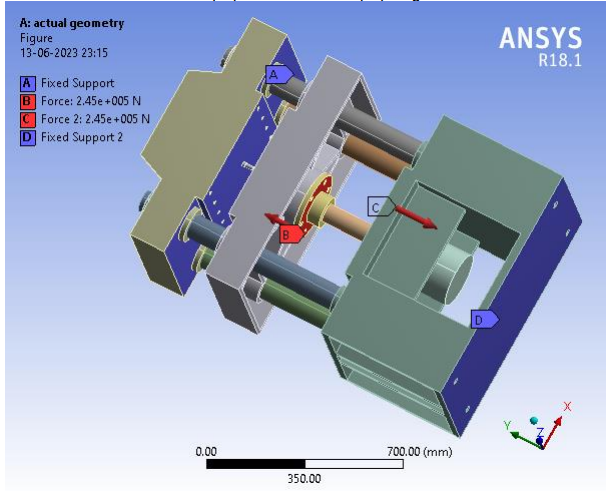 A: actual geometry
Figure
13-06-2023 23:15
A Fixed Support
B Force: 2.45e+005 N
C Force 2: 2.45e+005 N
D Fixed Support 2
ANSYS
R18.1
A
B
C
D
Y
Z
X
0.00
700.00 (mm)
350.00